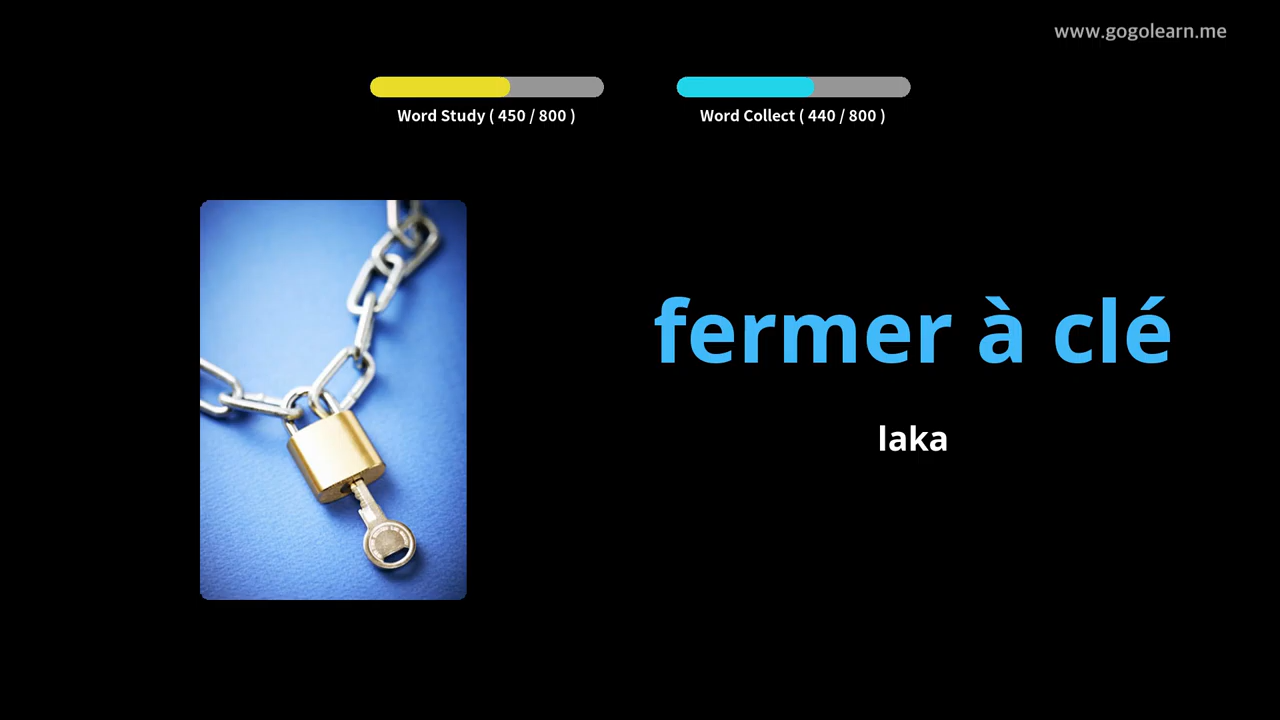 www.gogolearn.me
Word Study ( 450 / 800 )
Word Collect ( 440 / 800 )
fermer à clé
laka